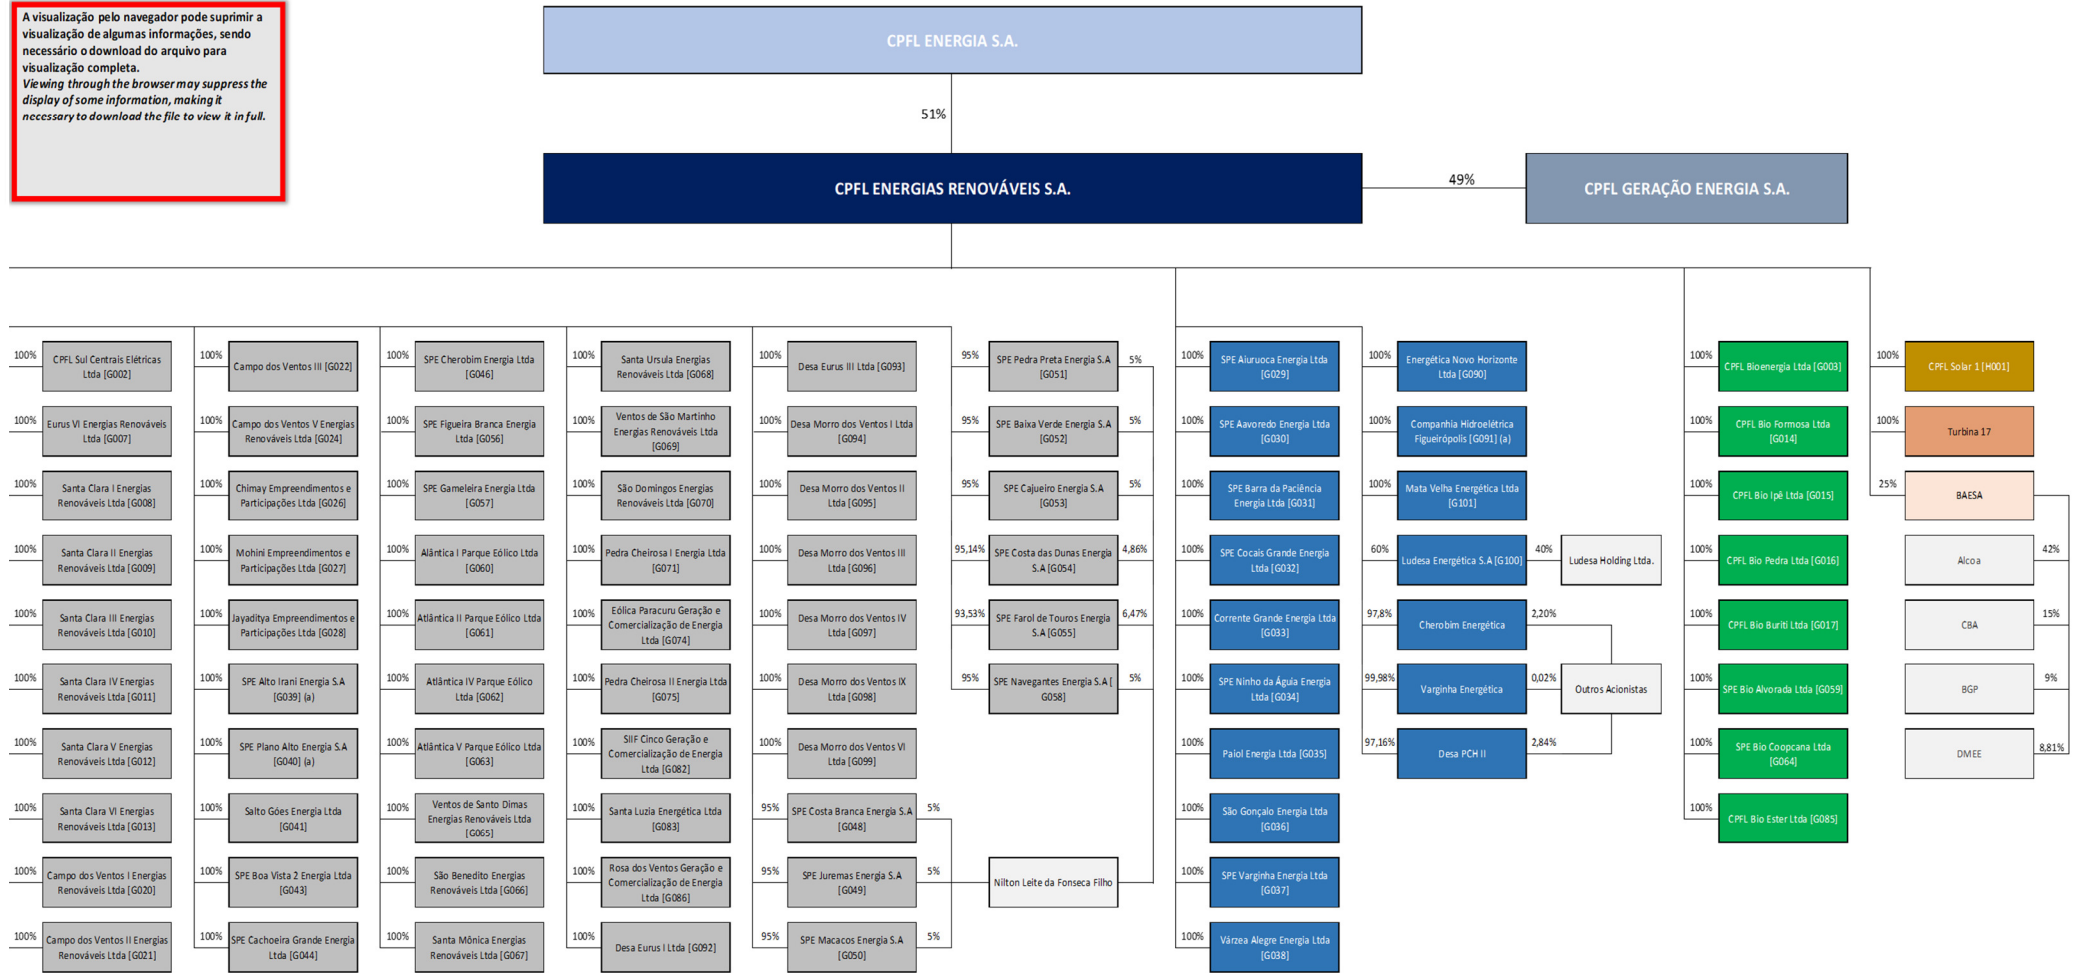 A visualização pelo navegador pode suprimir a
visualização de algumas informações, sendo
necessário o download do arquivo para
visualização completa.
Viewing through the browser may suppress the
display of some information, making it
necessary to download the file to view it in full.
CPFL ENERGIA S.A.
51%
CPFL ENERGIAS RENOVÁVEIS S.A.
49%
CPFL GERAÇÃO ENERGIA S.A.
100%
CPFL Sul Centrais Elétricas
Ltda [G002]
100%
Eurus VI Energias Renováveis
Ltda [G007]
100%
Santa Clara I Energias
Renováveis Ltda [G008]
100%
Santa Clara II Energias
Renováveis Ltda [G009]
100%
Santa Clara III Energias
Renováveis Ltda [G010]
100%
Santa Clara IV Energias
Renováveis Ltda [G011]
100%
Santa Clara V Energias
Renováveis Ltda [G012]
100%
Santa Clara VI Energias
Renováveis Ltda [G013]
100%
Campo dos Ventos I Energias
Renováveis Ltda [G020]
100%
Campo dos Ventos II Energias
Renováveis Ltda [G021]
100%
Campo dos Ventos III [G022]
100%
Campo dos Ventos V Energias
Renováveis Ltda [G024]
100%
Chimay Empreendimentos e
Participações Ltda [G026]
100%
Mohini Empreendimentos e
Participações Ltda [G027]
100%
Jayaditya Empreendimentos e
Participações Ltda [G028]
100%
SPE Alto Irani Energia S.A
[G039] (a)
100%
SPE Plano Alto Energia S.A
[G040] (a)
100%
Salto Góes Energia Ltda
[G041]
100%
SPE Boa Vista 2 Energia Ltda
[G043]
100%
SPE Cachoeira Grande Energia
Ltda [G044]
100%
SPE Cherobim Energia Ltda
[G046]
100%
SPE Figueira Branca Energia
Ltda [G056]
100%
SPE Gameleira Energia Ltda
[G057]
100%
Alântica I Parque Eólico Ltda
[G060]
100%
Atlântica II Parque Eólico Ltda
[G061]
100%
Atlântica IV Parque Eólico
Ltda [G062]
100%
Atlântica V Parque Eólico Ltda
[G063]
100%
Ventos de Santo Dimas
Energias Renováveis Ltda
[G065]
100%
São Benedito Energias
Renováveis Ltda [G066]
100%
Santa Mônica Energias
Renováveis Ltda [G067]
100%
Santa Ursula Energias
Renováveis Ltda [G068]
100%
Ventos de São Martinho
Energias Renováveis Ltda
[G069]
100%
São Domingos Energias
Renováveis Ltda [G070]
100%
Pedra Cheirosa I Energia Ltda
[G071]
100%
Eólica Paracuru Geração e
Comercialização de Energia
Ltda [G074]
100%
Pedra Cheirosa II Energia Ltda
[G075]
100%
SIIF Cinco Geração e
Comercialização de Energia
Ltda [G082]
100%
Santa Luzia Energética Ltda
[G083]
100%
Rosa dos Ventos Geração e
Comercialização de Energia
Ltda [G086]
100%
Desa Eurus I Ltda [G092]
100%
Desa Eurus III Ltda [G093]
100%
Desa Morro dos Ventos I Ltda
[G094]
100%
Desa Morro dos Ventos II
Ltda [G095]
100%
Desa Morro dos Ventos III
Ltda [G096]
100%
Desa Morro dos Ventos IV
Ltda [G097]
100%
Desa Morro dos Ventos IX
Ltda [G098]
100%
Desa Morro dos Ventos VI
Ltda [G099]
95%
SPE Costa Branca Energia S.A
[G048]
5%
95%
SPE Juremas Energia S.A
[G049]
5%
95%
SPE Macacos Energia S.A
[G050]
5%
95%
SPE Pedra Preta Energia S.A
[G051]
5%
95%
SPE Baixa Verde Energia S.A
[G052]
5%
95%
SPE Cajueiro Energia S.A
[G053]
5%
95,14%
SPE Costa das Dunas Energia
S.A [G054]
4,86%
93,53%
SPE Farol de Touros Energia
S.A [G055]
6,47%
95%
SPE Navegantes Energia S.A [
G058]
5%
Nilton Leite da Fonseca Filho
100%
SPE Aiuruoca Energia Ltda
[G029]
100%
SPE Aavoredo Energia Ltda
[G030]
100%
SPE Barra da Paciência
Energia Ltda [G031]
100%
SPE Cocais Grande Energia
Ltda [G032]
100%
Corrente Grande Energia Ltda
[G033]
100%
SPE Ninho da Águia Energia
Ltda [G034]
100%
Paiol Energia Ltda [G035]
100%
São Gonçalo Energia Ltda
[G036]
100%
SPE Varginha Energia Ltda
[G037]
100%
Várzea Alegre Energia Ltda
[G038]
100%
Energética Novo Horizonte
Ltda [G090]
100%
Companhia Hidroelétrica
Figueirópolis [G091] (a)
100%
Mata Velha Energética Ltda
[G101]
60%
Ludesa Energética S.A [G100]
40%
Ludesa Holding Ltda.
97,8%
Cherobim Energética
2,20%
99,98%
Varginha Energética
0,02%
Outros Acionistas
97,16%
Desa PCH II
2,84%
100%
CPFL Bioenergia Ltda [G003]
100%
CPFL Bio Formosa Ltda
[G014]
100%
CPFL Bio Ipê Ltda [G015]
100%
CPFL Bio Pedra Ltda [G016]
100%
CPFL Bio Buriti Ltda [G017]
100%
SPE Bio Alvorada Ltda [G059]
100%
SPE Bio Coopcana Ltda
[G064]
100%
CPFL Bio Ester Ltda [G085]
100%
CPFL Solar 1 [H001]
100%
Turbina 17
25%
BAESA
Alcoa
42%
CBA
15%
BGP
9%
DMEE
8,81%